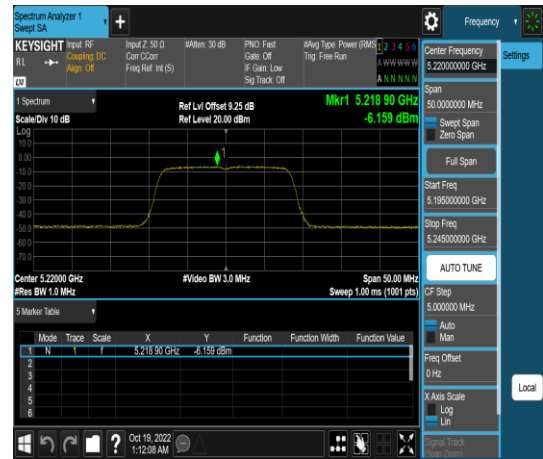 Spectrum Analyzer 1
Swept SA
+
Frequency
KEYSIGHT
RL
Input: RF
Coupling: DC
Align: Off
Input Z: 50 Ω
Corr CCorr
Freq Ref: Int (S)
#Atten: 30 dB
PNO: Fast
Gate: Off
IF Gain: Low
Sig Track: Off
#Avg Type: Power (RMS
Trig: Free Run
1 2 3 4 5 6
A W W W W W
A N N N N N
1 Spectrum
Scale/Div 10 dB
Ref Lvl Offset 9.25 dB
Ref Level 20.00 dBm
Mkr1 5.218 90 GHz
-6.159 dBm
Log
10.0
0.00
-10.0
-20.0
-30.0
-40.0
-50.0
-60.0
-70.0
1
Center 5.22000 GHz
#Res BW 1.0 MHz
#Video BW 3.0 MHz
Span 50.00 MHz
Sweep 1.00 ms (1001 pts)
5 Marker Table
Mode Trace Scale X Y Function Function Width Function Value
1 N 1 f 5.218 90 GHz -6.159 dBm
2
3
4
5
6
Oct 19, 2022
1:12:08 AM
Center Frequency
5.220000000 GHz
Span
50.0000000 MHz
Swept Span
Zero Span
Full Span
Start Freq
5.195000000 GHz
Stop Freq
5.245000000 GHz
AUTO TUNE
CF Step
5.000000 MHz
Auto
Man
Freq Offset
0 Hz
X Axis Scale
Log
Lin
Signal Track
(Span Zoom)
Settings
Local